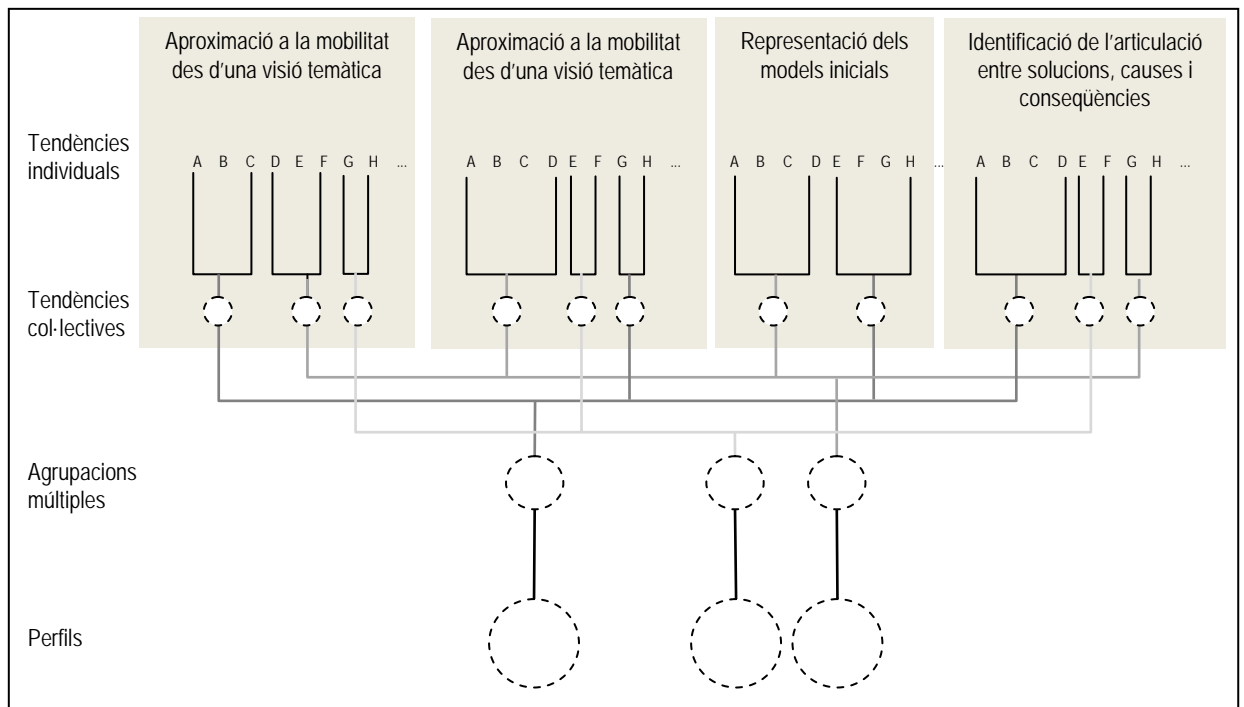 Aproximació a la mobilitat
des d'una visió temàtica
Aproximació a la mobilitat
des d'una visió temàtica
Representació dels
models inicials
Identificació de l'articulació
entre solucions, causes i
conseqüències
Tendències
individuals
A B C D E F G H ...
A B C D E F G H ...
A B C D E F G H ...
A B C D E F G H ...
Tendències
col·lectives
Agrupacions
múltiples
Perfils